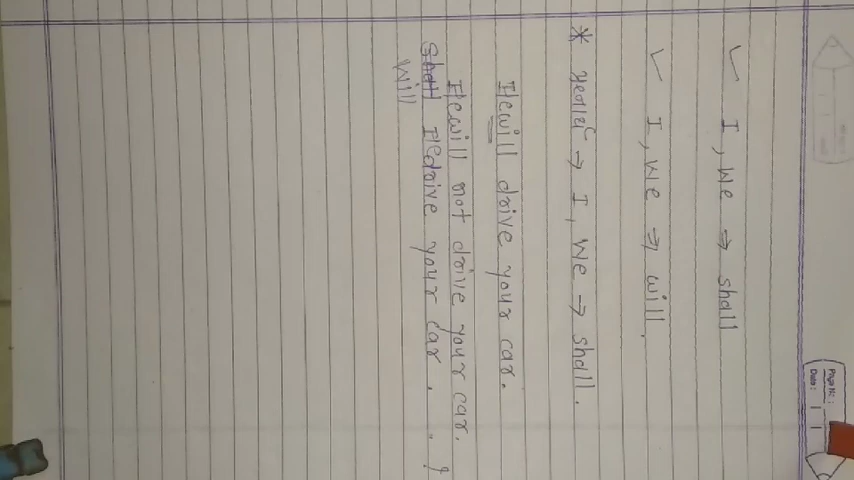 Page No.:
Date:
✓ I, We ⇒ shall
✓ I, We ⇒ will.
* I, We → shall.
He will drive your car.
He will not drive your car.
Shall He drive your car. . ?
Will